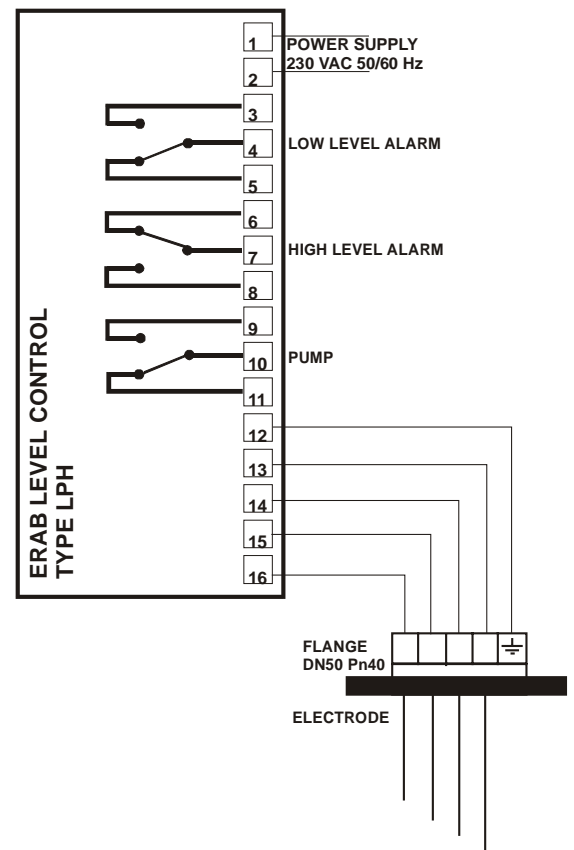 1
POWER SUPPLY
230 VAC 50/60 Hz
2
3
4
LOW LEVEL ALARM
5
6
7
HIGH LEVEL ALARM
8
9
10
PUMP
11
12
13
14
15
16
ERAB LEVEL CONTROL
TYPE LPH
FLANGE
DN50 Pn40
ELECTRODE